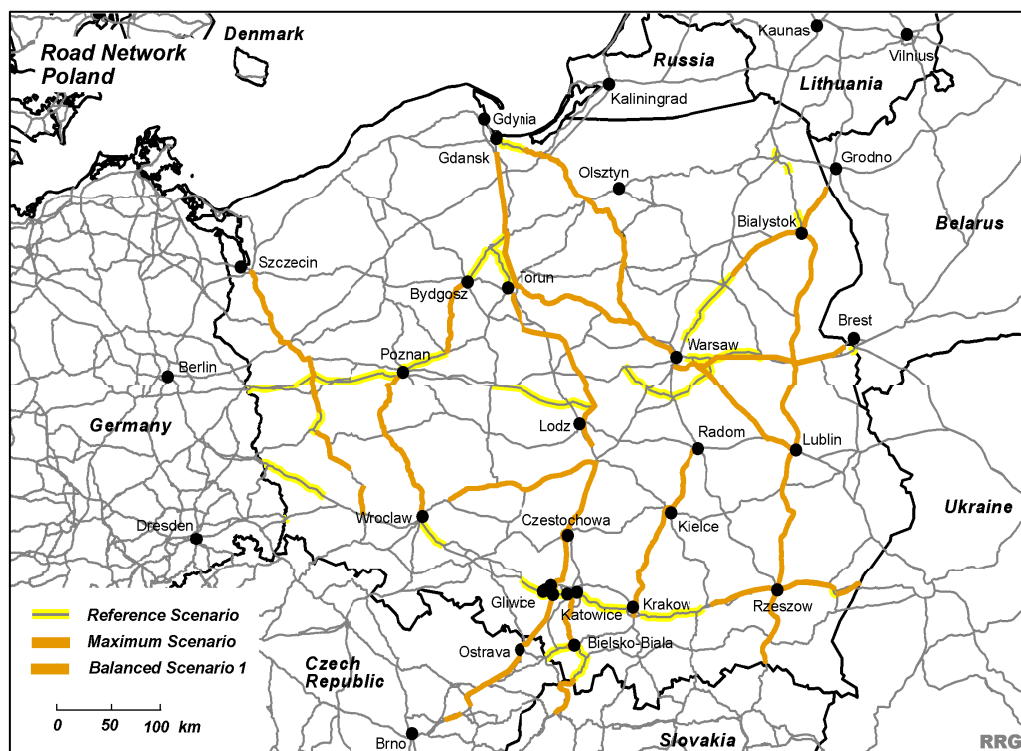 Road Network
Poland
Denmark
Kaunas
Vilnius
Russia
Lithuania
Kaliningrad
Gdynia
Gdansk
Grodno
Olsztyn
Bialystok
Belarus
Szczecin
Torun
Bydgosz
Brest
Warsaw
Poznan
Berlin
Germany
Lodz
Radom
Lublin
Ukraine
Wroclaw
Czestochowa
Kielce
Dresden
Gliwce
Katowice
Krakow
Rzeszow
Reference Scenario
Maximum Scenario
Balanced Scenario 1
Ostrava
Bielsko-Biala
Czech
Republic
0 50 100 km
Brno
Slovakia
RRG